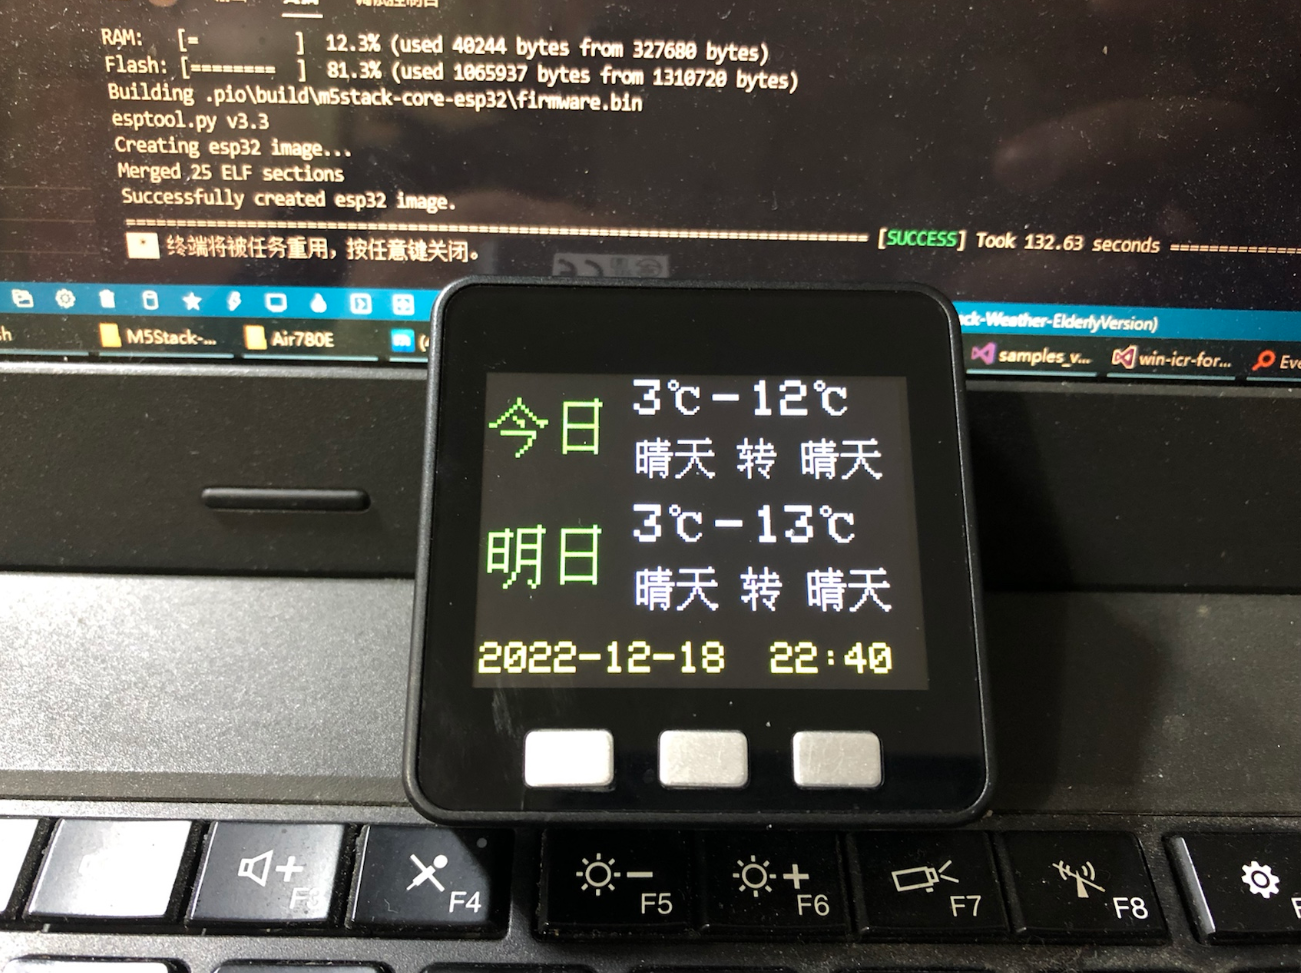 RAM:   [=          ]  12.3% (used 40244 bytes from 327680 bytes)
Flash: [========  ]  81.3% (used 1065937 bytes from 1310720 bytes)
Building .pio\build\m5stack-core-esp32\firmware.bin
esptool.py v3.3
Creating esp32 image...
Merged 25 ELF sections
Successfully created esp32 image.
[SUCCESS] Took 132.63 seconds
* 终端将被任务重用，按任意键关闭。
ck-Weather-ElderlyVersion)
M5Stack-... Air780E samples_v... win-icr-for... Eve
今日 3℃-12℃
晴天 转 晴天
明日 3℃-13℃
晴天 转 晴天
2022-12-18 22:40
F4 F5 F6 F7 F8